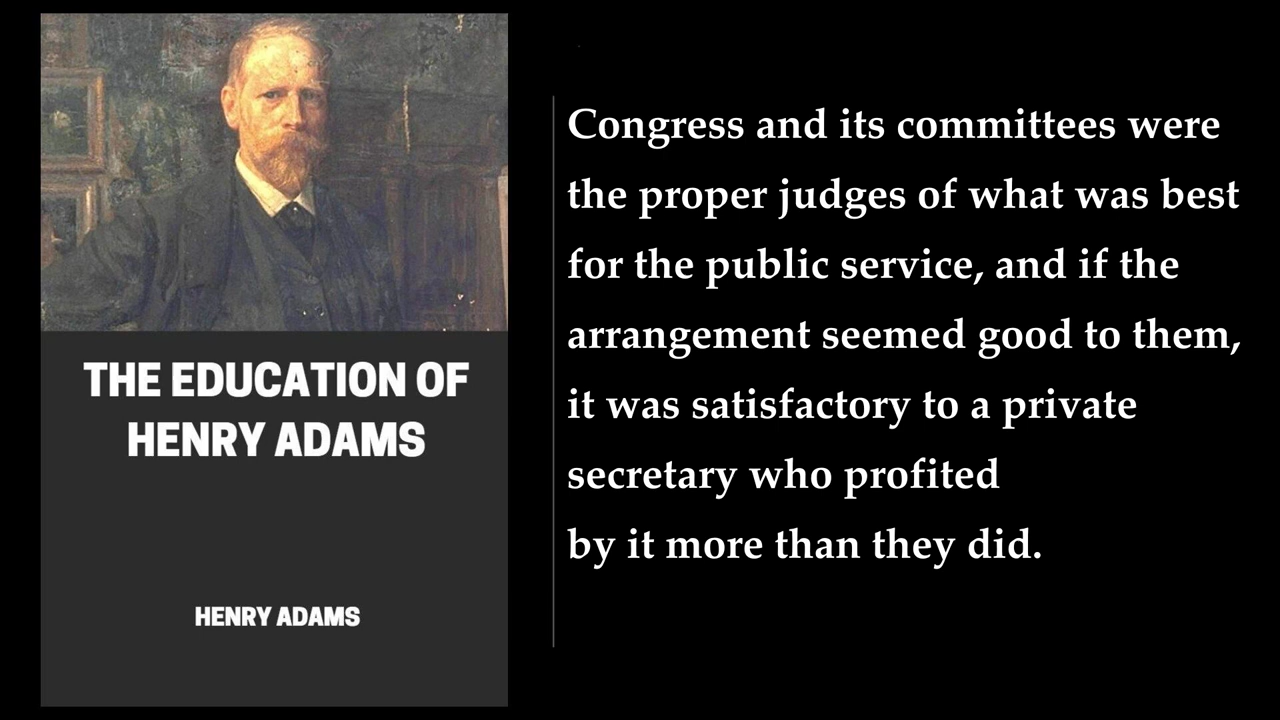 THE EDUCATION OF
HENRY ADAMS
HENRY ADAMS
Congress and its committees were
the proper judges of what was best
for the public service, and if the
arrangement seemed good to them,
it was satisfactory to a private
secretary who profited
by it more than they did.